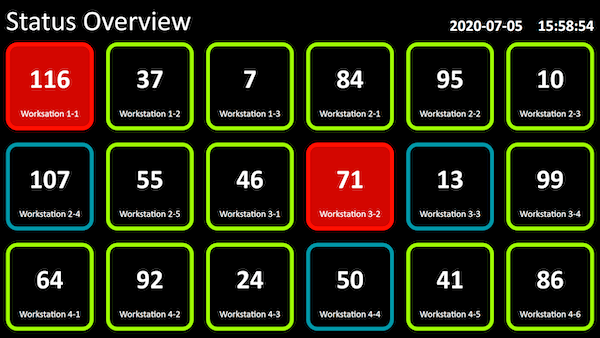 Status Overview
2020-07-05 15:58:54
116 37 7 84 95 10
Worksation 1-1 Workstation 1-2 Workstation 1-3 Workstation 2-1 Workstation 2-2 Workstation 2-3
107 55 46 71 13 99
Workstation 2-4 Workstation 2-5 Workstation 3-1 Workstation 3-2 Workstation 3-3 Workstation 3-4
64 92 24 50 41 86
Workstation 4-1 Workstation 4-2 Workstation 4-3 Workstation 4-4 Workstation 4-5 Workstation 4-6